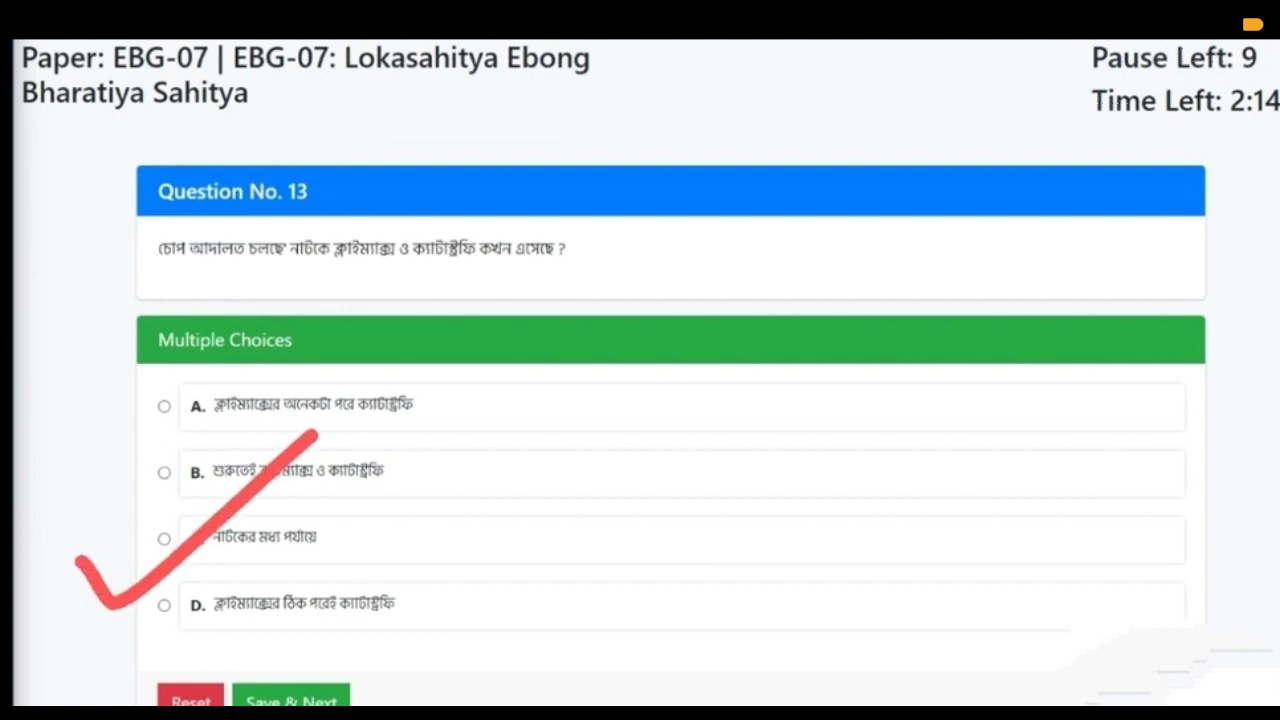 Paper: EBG-07 | EBG-07: Lokasahitya Ebong
Bharatiya Sahitya
Pause Left: 9
Time Left: 2:14
Question No. 13
চোপ আদালত চলছে' নাটকে ক্লাইম্যাক্স ও ক্যাটাস্ট্রফি কখন এসেছে ?
Multiple Choices
A. ক্লাইম্যাক্সের অনেকটা পরে ক্যাটাস্ট্রফি
B. শুরুতেই ও ক্যাটাস্ট্রফি
নাটকের মধ্য পর্যায়ে
D. ক্লাইম্যাক্সের ঠিক পরেই ক্যাটাস্ট্রফি
Reset
Save & Next